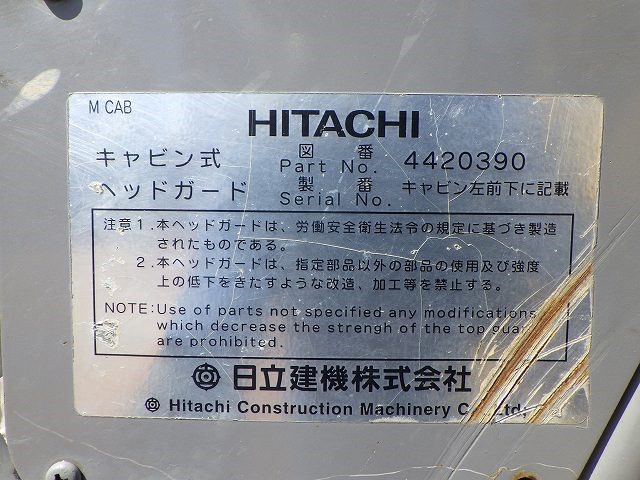 M CAB
HITACHI
キャビン式 図番 Part No. 4420390
ヘッドガード 製番 Serial No. キャビン左前下に記載
注意1.本ヘッドガードは、労働安全衛生法令の規定に基づき製造
されたものである。
2.本ヘッドガードは、指定部品以外の部品の使用及び強度
上の低下をきたすような改造、加工等を禁止する。
NOTE:Use of parts not specified any modifications
which decrease the strengh of the top guard
are prohibited.
日立建機株式会社
Hitachi Construction Machinery Co., Ltd,